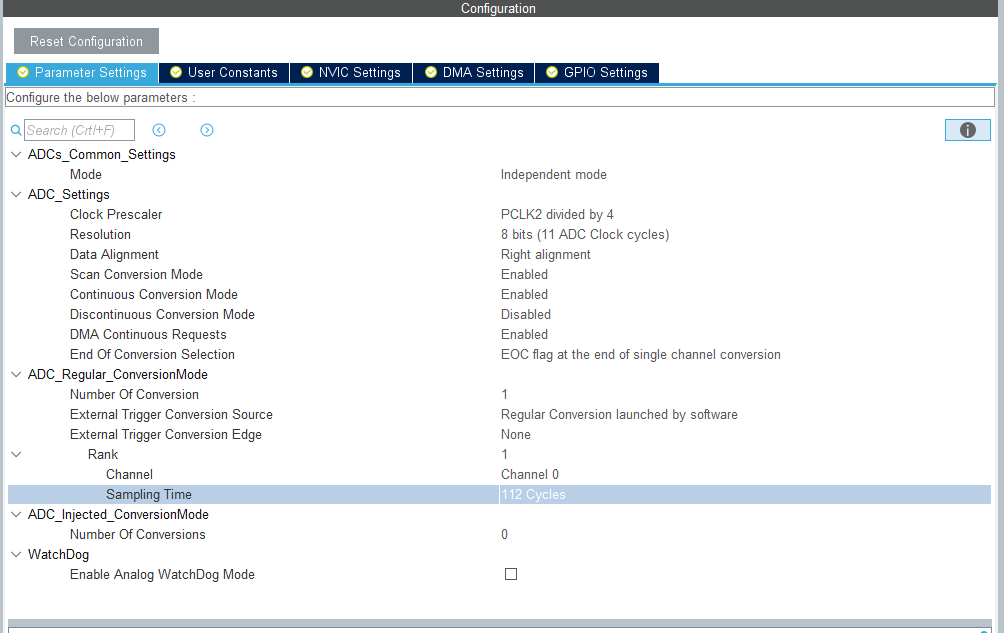 Configuration
Reset Configuration
Parameter Settings User Constants NVIC Settings DMA Settings GPIO Settings
Configure the below parameters :
Search (Crtl+F)
ADCs_Common_Settings
Mode Independent mode
ADC_Settings
Clock Prescaler PCLK2 divided by 4
Resolution 8 bits (11 ADC Clock cycles)
Data Alignment Right alignment
Scan Conversion Mode Enabled
Continuous Conversion Mode Enabled
Discontinuous Conversion Mode Disabled
DMA Continuous Requests Enabled
End Of Conversion Selection EOC flag at the end of single channel conversion
ADC_Regular_ConversionMode
Number Of Conversion 1
External Trigger Conversion Source Regular Conversion launched by software
External Trigger Conversion Edge None
Rank 1
Channel Channel 0
Sampling Time 112 Cycles
ADC_Injected_ConversionMode
Number Of Conversions 0
WatchDog
Enable Analog WatchDog Mode